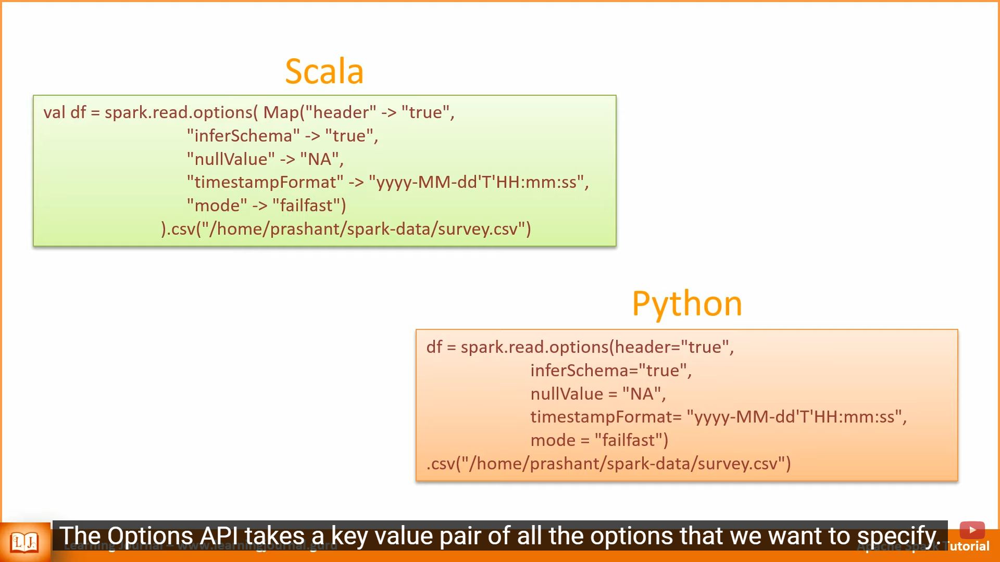 Scala
val df = spark.read.options( Map("header" -> "true",
"inferSchema" -> "true",
"nullValue" -> "NA",
"timestampFormat" -> "yyyy-MM-dd'T'HH:mm:ss",
"mode" -> "failfast")
).csv("/home/prashant/spark-data/survey.csv")
Python
df = spark.read.options(header="true",
inferSchema="true",
nullValue = "NA",
timestampFormat= "yyyy-MM-dd'T'HH:mm:ss",
mode = "failfast")
.csv("/home/prashant/spark-data/survey.csv")
The Options API takes a key value pair of all the options that we want to specify.
LJ
Learning Journal – www.learningjournal.guru
Apache Spark Tutorial